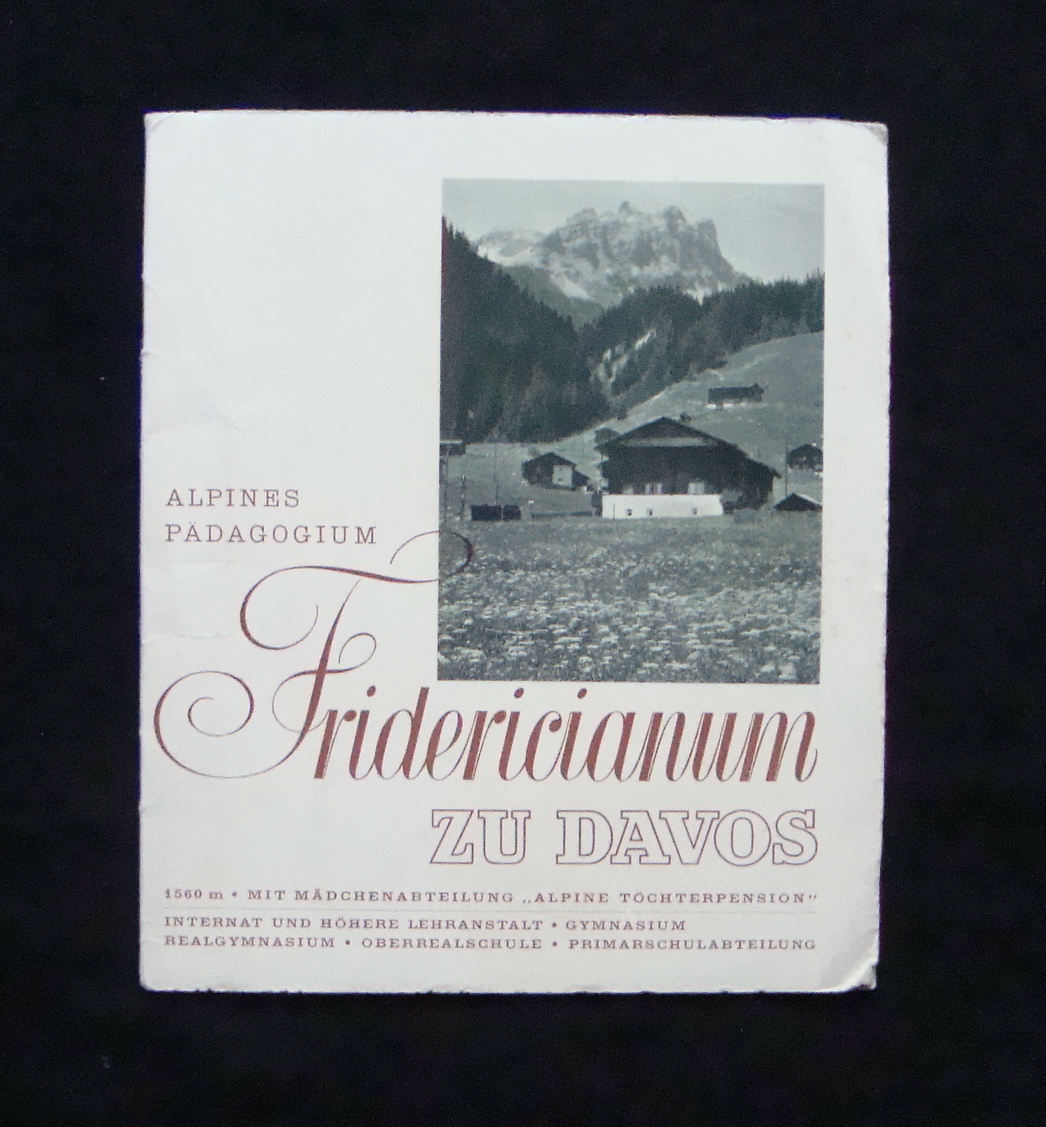 ALPINES
PÄDAGOGIUM
Fridericianum
ZU DAVOS
1560 m • MIT MÄDCHENABTEILUNG „ALPINE TÖCHTERPENSION“
INTERNAT UND HÖHERE LEHRANSTALT • GYMNASIUM
REALGYMNASIUM • OBERREALSCHULE • PRIMARSCHULABTEILUNG